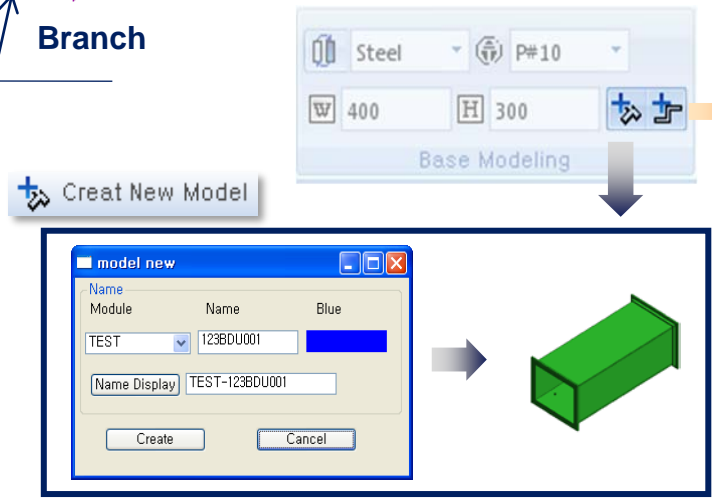 Branch
Steel P#10
W 400 H 300
Base Modeling
Creat New Model
model new
Name
Module Name Blue
TEST 123BDU001
Name Display TEST-123BDU001
Create Cancel